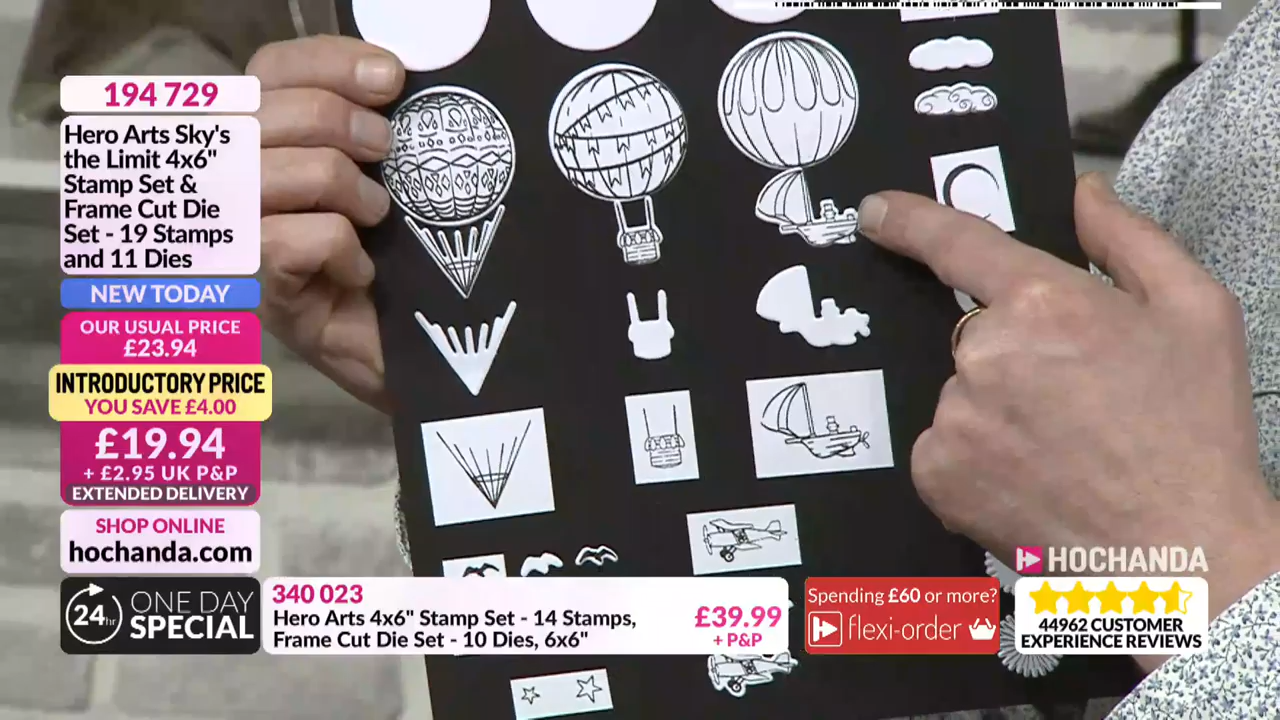 194 729
Hero Arts Sky's
the Limit 4x6"
Stamp Set &
Frame Cut Die
Set - 19 Stamps
and 11 Dies
NEW TODAY
OUR USUAL PRICE
£23.94
INTRODUCTORY PRICE
YOU SAVE £4.00
£19.94
+ £2.95 UK P&P
EXTENDED DELIVERY
SHOP ONLINE
hochanda.com
24hr
ONE DAY
SPECIAL
340 023
Hero Arts 4x6" Stamp Set - 14 Stamps,
Frame Cut Die Set - 10 Dies, 6x6"
£39.99
+ P&P
Spending £60 or more?
flexi-order
HOCHANDA
44962 CUSTOMER
EXPERIENCE REVIEWS